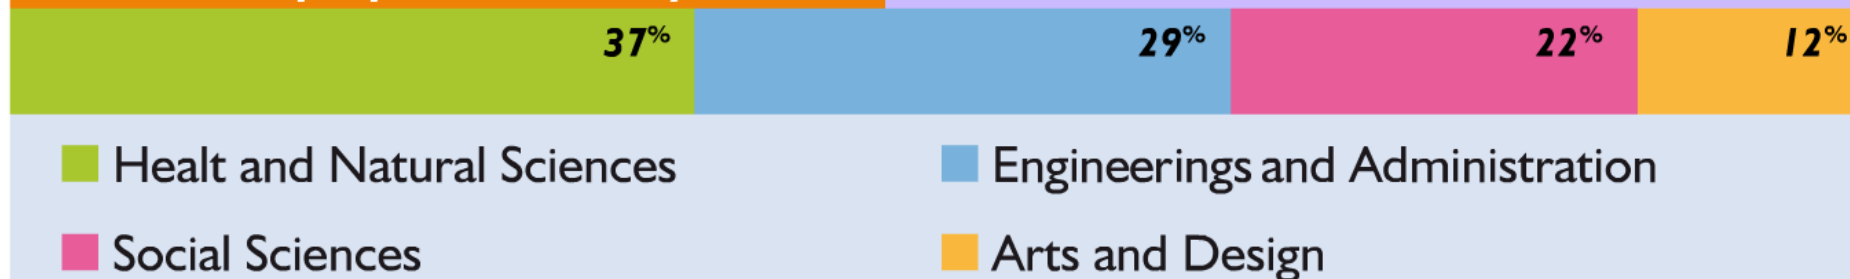 37% 29% 22% 12%
Healt and Natural Sciences Engineerings and Administration
Social Sciences Arts and Design